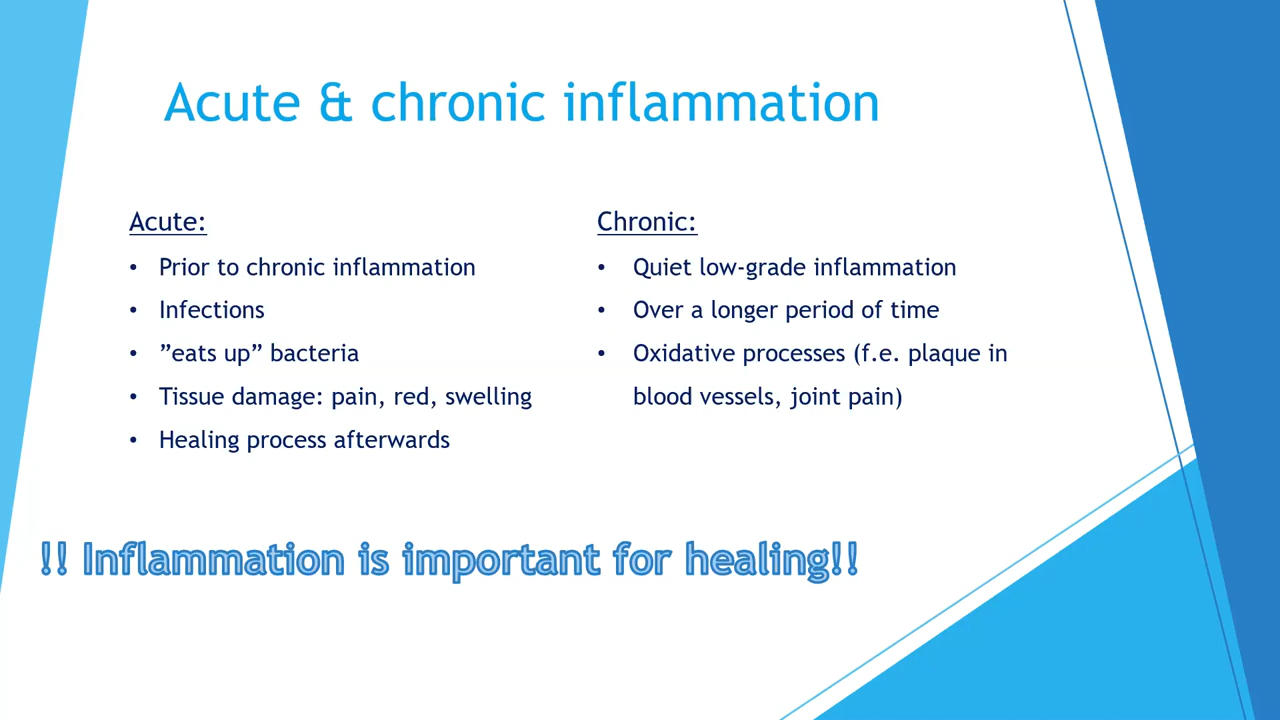 Acute & chronic inflammation
Acute:
• Prior to chronic inflammation
• Infections
• ”eats up” bacteria
• Tissue damage: pain, red, swelling
• Healing process afterwards
Chronic:
• Quiet low-grade inflammation
• Over a longer period of time
• Oxidative processes (f.e. plaque in
blood vessels, joint pain)
!! Inflammation is important for healing!!